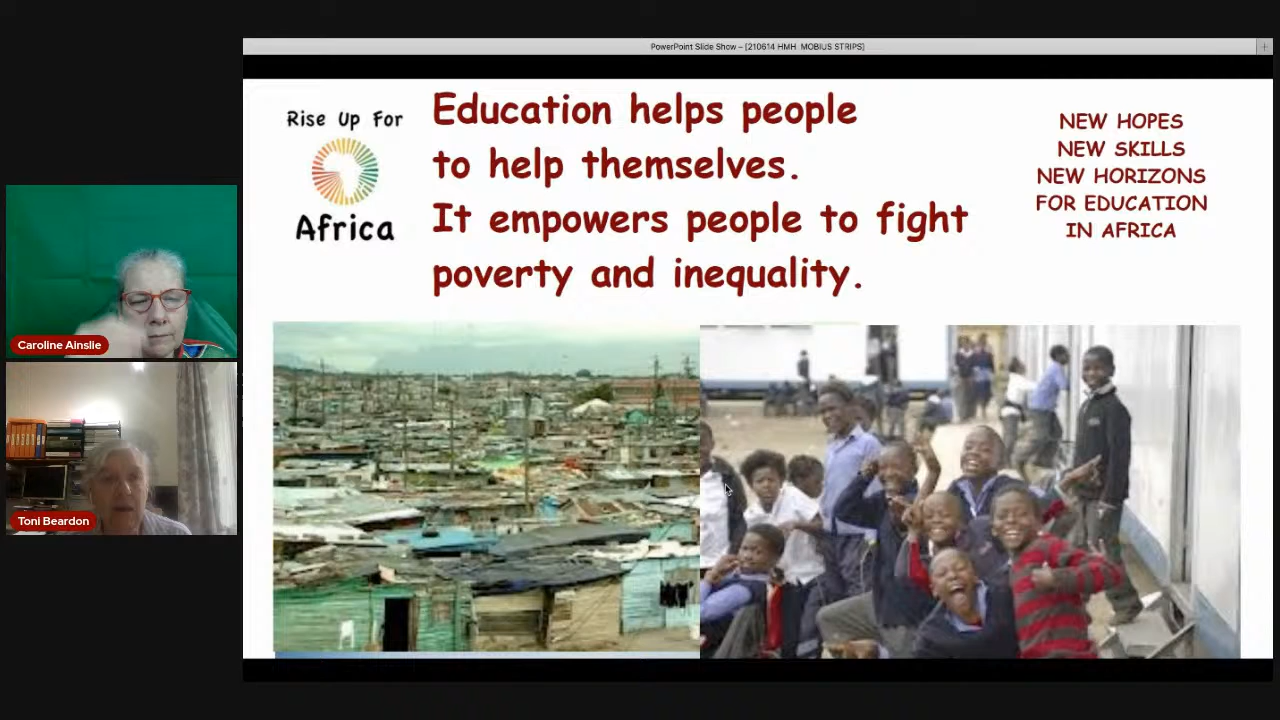 PowerPoint Slide Show – [210614 HMH MOBIUS STRIPS]
Rise Up For
Africa
Education helps people
to help themselves.
It empowers people to fight
poverty and inequality.
NEW HOPES
NEW SKILLS
NEW HORIZONS
FOR EDUCATION
IN AFRICA
Caroline Ainslie
Toni Beardon